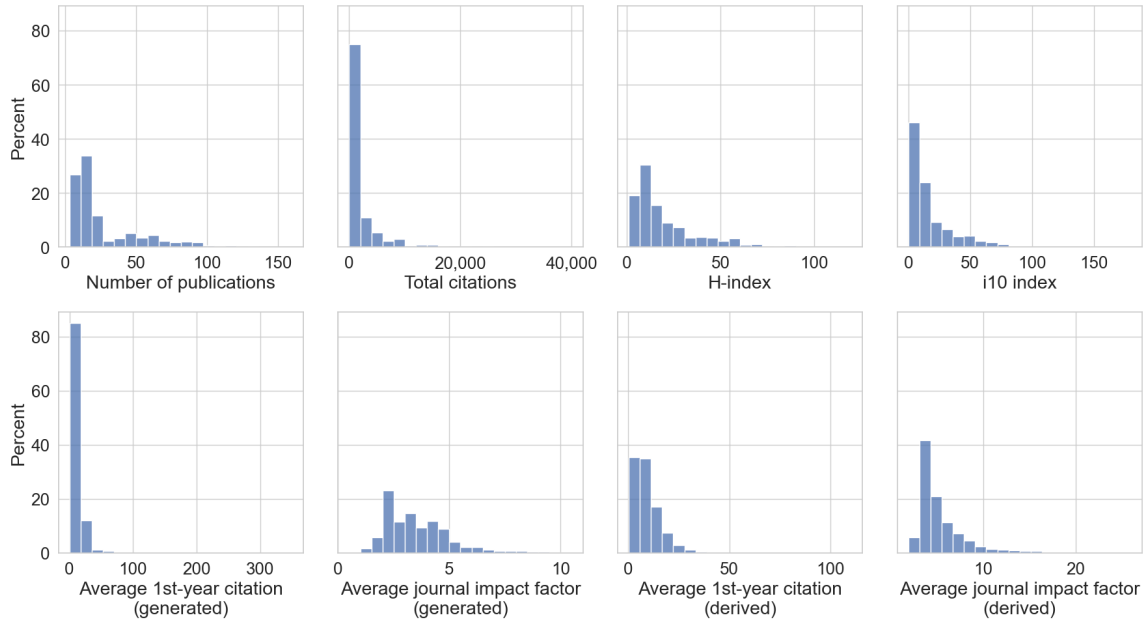 80
60
40
20
0
Percent
0 50 100 150
Number of publications
0 20,000 40,000
Total citations
0 50 100
H-index
0 50 100 150
i10 index
80
60
40
20
0
Percent
0 100 200 300
Average 1st-year citation
(generated)
0 5 10
Average journal impact factor
(generated)
0 50 100
Average 1st-year citation
(derived)
10 20
Average journal impact factor
(derived)